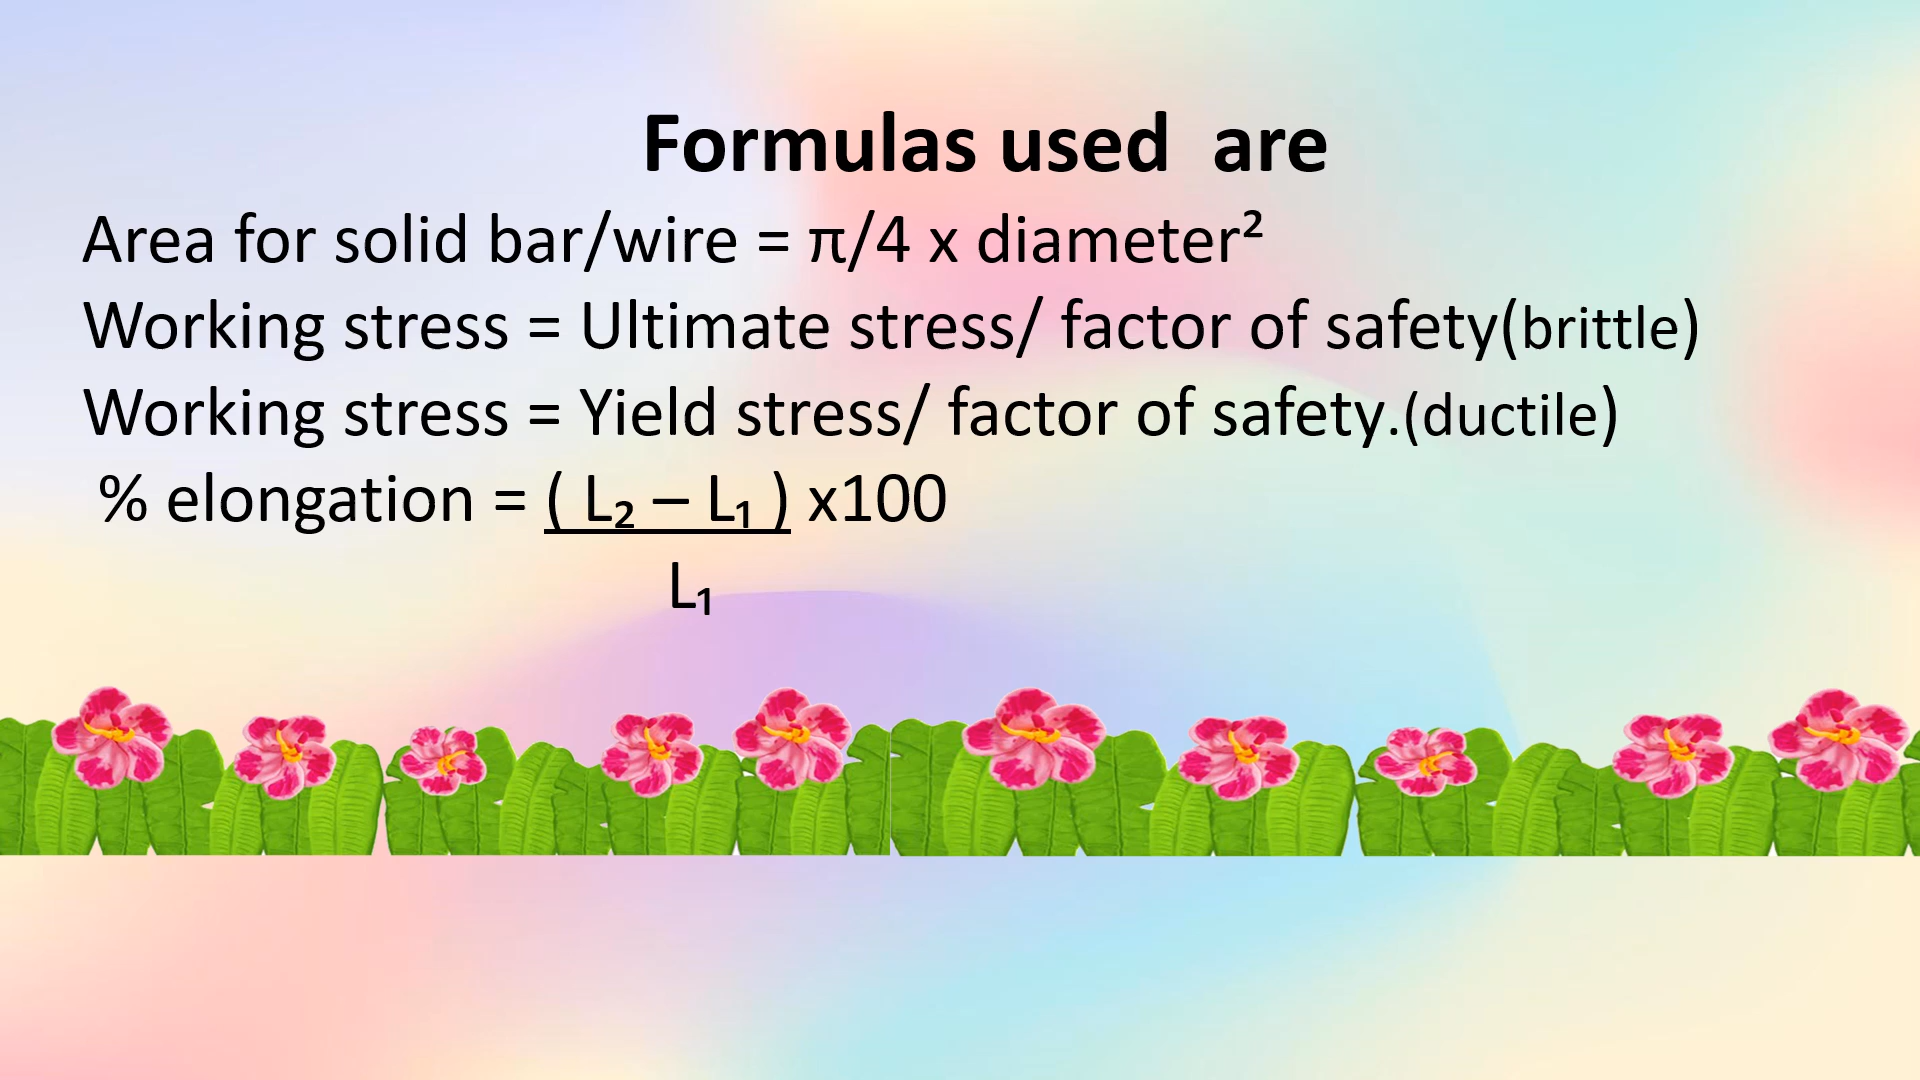 Formulas used  are
Area for solid bar/wire = π/4 x diameter²
Working stress = Ultimate stress/ factor of safety(brittle)
Working stress = Yield stress/ factor of safety.(ductile)
% elongation = ( L₂ – L₁ ) x100
L₁